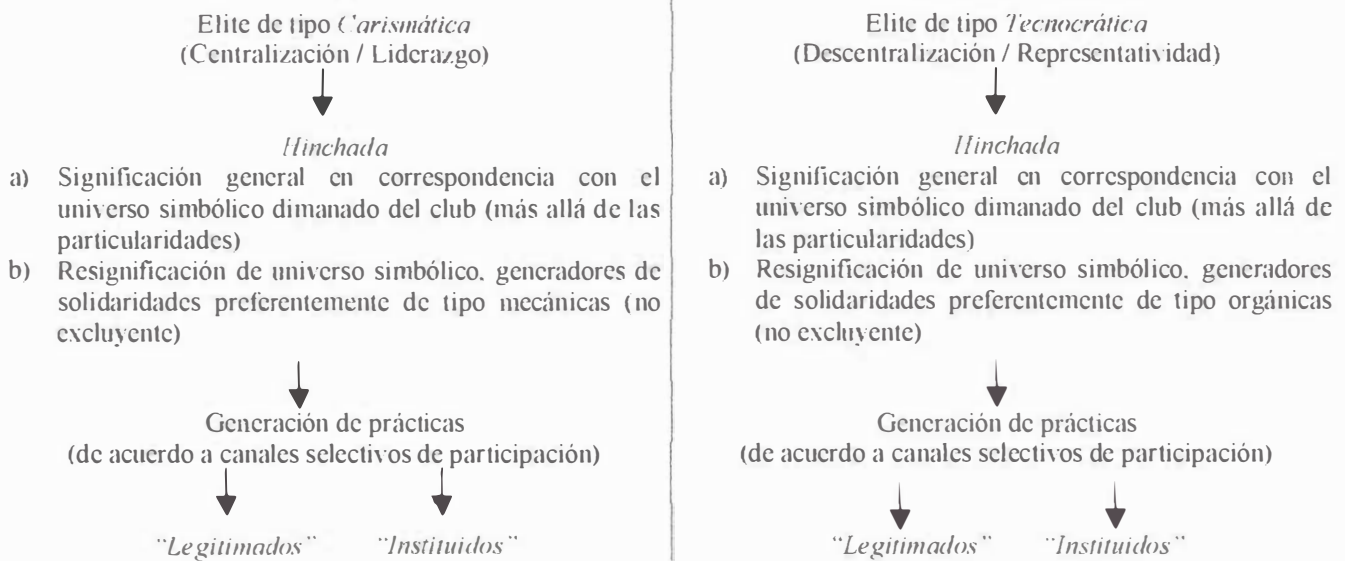 Elite de tipo Carismática
(Centralización / Liderazgo)
Hinchada
a) Significación general en correspondencia con el
universo simbólico dimanado del club (más allá de las
particularidades)
b) Resignificación de universo simbólico, generadores de
solidaridades preferentemente de tipo mecánicas (no
excluyente)
Generación de prácticas
(de acuerdo a canales selectivos de participación)
"Legitimados" "Instituidos"
Elite de tipo Tecnocrática
(Descentralización / Representatividad)
Hinchada
a) Significación general en correspondencia con el
universo simbólico dimanado del club (más allá de
las particularidades)
b) Resignificación de universo simbólico, generadores
de solidaridades preferentemente de tipo orgánicas
(no excluyente)
Generación de prácticas
(de acuerdo a canales selectivos de participación)
"Legitimados" "Instituidos"